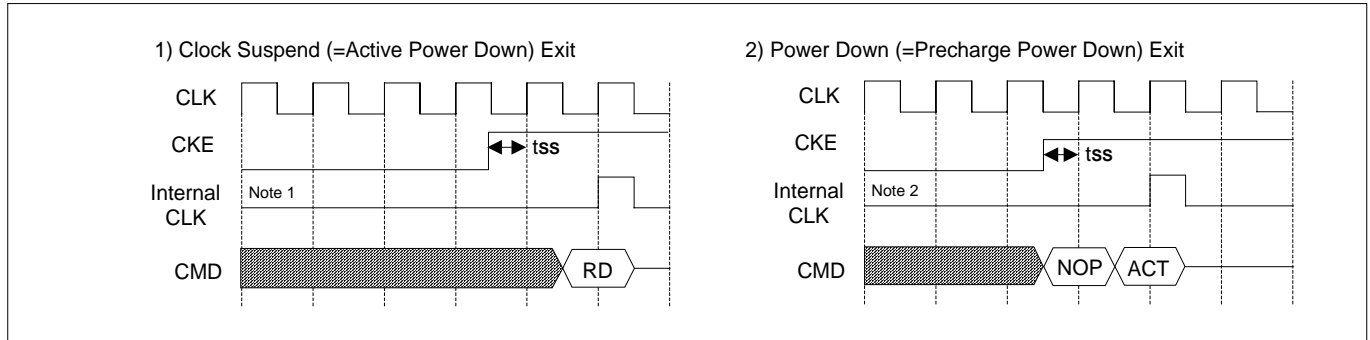 1) Clock Suspend (=Active Power Down) Exit
CLK
CKE
tss
Internal
CLK
Note 1
CMD
RD
2) Power Down (=Precharge Power Down) Exit
CLK
CKE
tss
Internal
CLK
Note 2
CMD
NOP
ACT